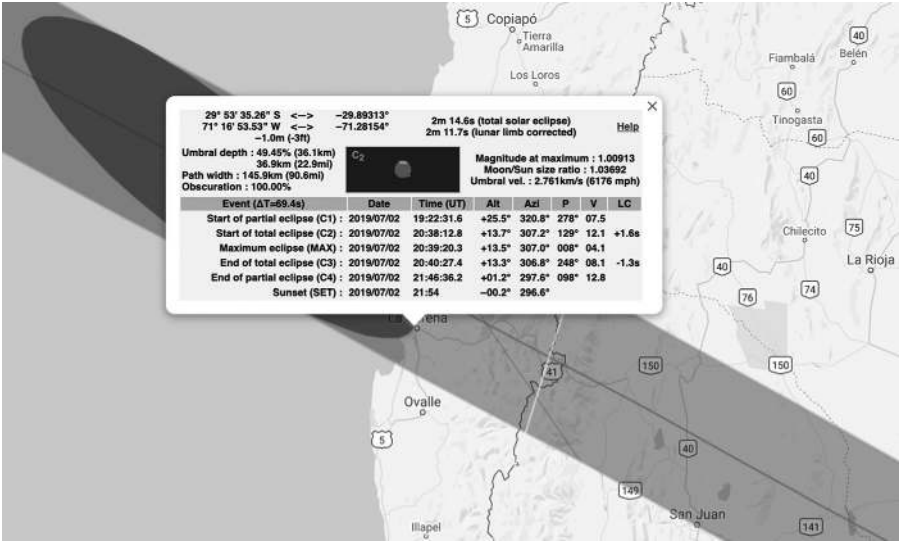 5
Copiapó
Tierra
Amarilla
Los Loros
40
Fiambalá
Belén
60
Tinogasta
60
40
Chilecito
75
La Rioja
40
74
76
29° 53' 35.26" S <—> −29.89313°
71° 16' 53.53" W <—> −71.28154°
−1.0m (-3ft)
2m 14.6s (total solar eclipse)
2m 11.7s (lunar limb corrected)
Help
Umbral depth : 49.45% (36.1km)
36.9km (22.9mi)
Path width : 145.9km (90.6mi)
Obscuration : 100.00%
C2
Magnitude at maximum : 1.00913
Moon/Sun size ratio : 1.03692
Umbral vel. : 2.761km/s (6176 mph)
Event (ΔT=69.4s) Date Time (UT) Alt Azi P V LC
Start of partial eclipse (C1) : 2019/07/02 19:22:31.6 +25.5° 320.8° 278° 07.5
Start of total eclipse (C2) : 2019/07/02 20:38:12.8 +13.7° 307.2° 129° 12.1 +1.6s
Maximum eclipse (MAX) : 2019/07/02 20:39:20.3 +13.5° 307.0° 008° 04.1
End of total eclipse (C3) : 2019/07/02 20:40:27.4 +13.3° 306.8° 248° 08.1 -1.3s
End of partial eclipse (C4) : 2019/07/02 21:46:36.2 +01.2° 297.6° 098° 12.8
Sunset (SET) : 2019/07/02 21:54 −00.2° 296.6°
41
150
150
Ovalle
5
40
149
San Juan
141
Illapel